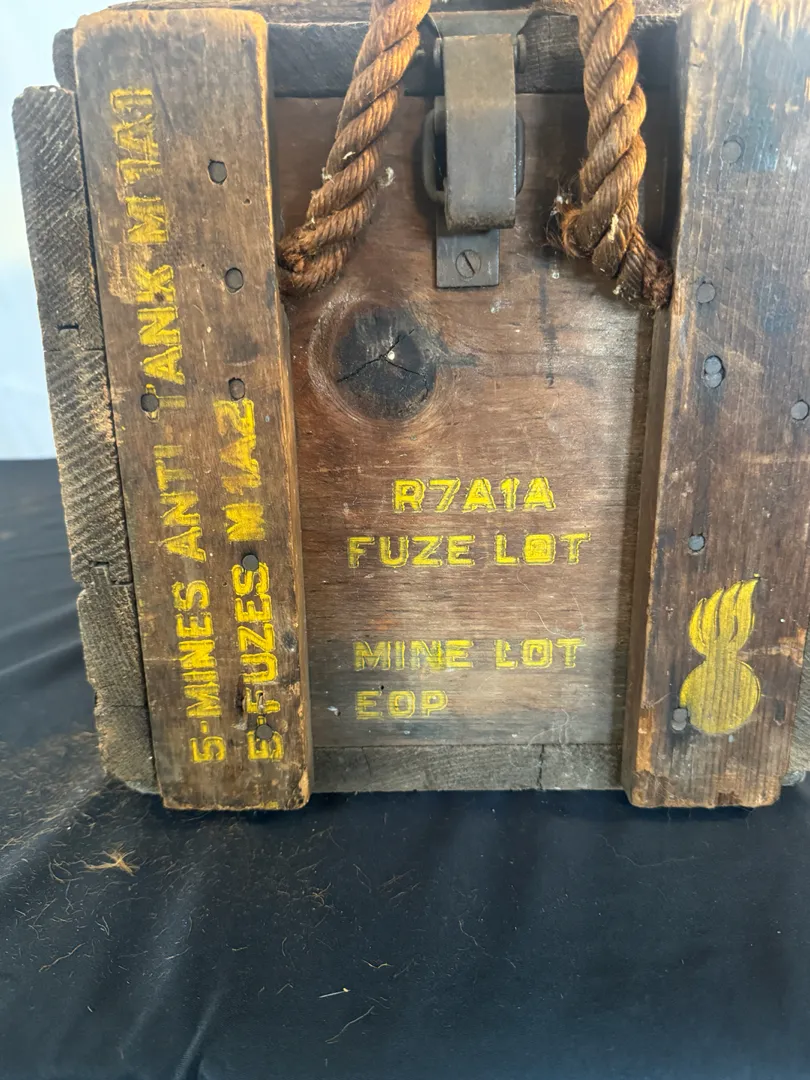 5-MINES ANTI TANK M1A1
5-FUZES M1A2
R7A1A
FUZE LOT
MINE LOT
EOP